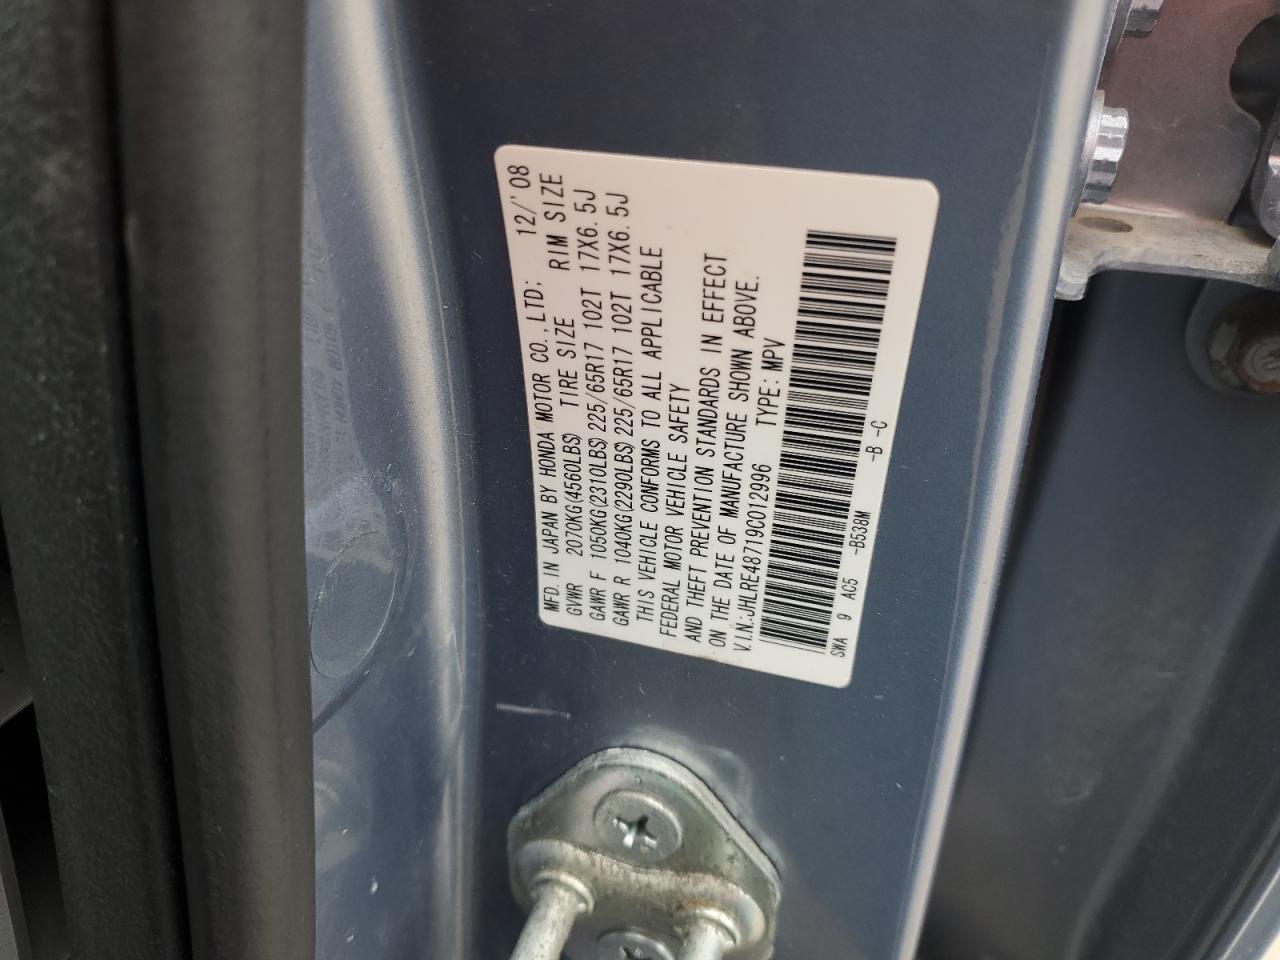 MFD. IN JAPAN BY HONDA MOTOR CO., LTD; 12/'08
GVWR 2070KG(4560LBS) TIRE SIZE RIM SIZE
GAWR F 1050KG(2310LBS) 225/65R17 102T 17X6.5J
GAWR R 1040KG(2290LBS) 225/65R17 102T 17X6.5J
THIS VEHICLE CONFORMS TO ALL APPLICABLE
FEDERAL MOTOR VEHICLE SAFETY
AND THEFT PREVENTION STANDARDS IN EFFECT
ON THE DATE OF MANUFACTURE SHOWN ABOVE.
V.I.N.:JHLRE48719C012996 TYPE:MPV
SWA 9 AC5 -B538M -B -C